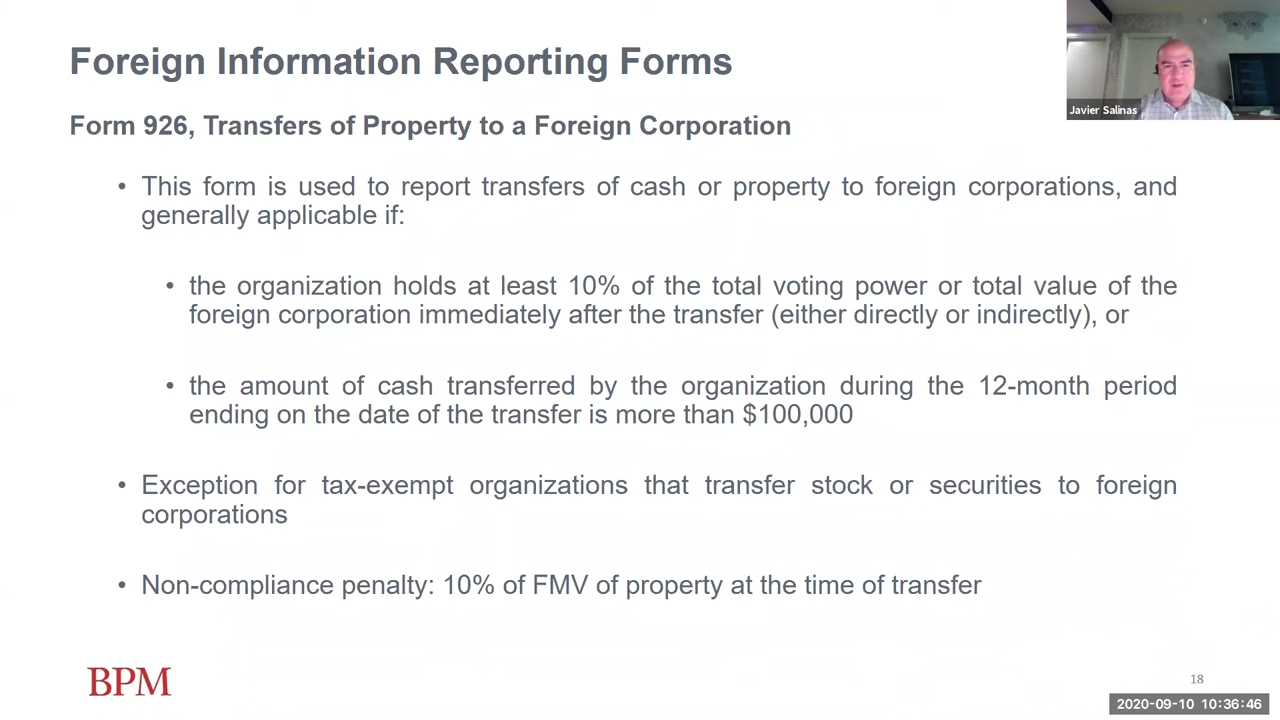 Foreign Information Reporting Forms
Javier Salinas
Form 926, Transfers of Property to a Foreign Corporation
• This form is used to report transfers of cash or property to foreign corporations, and
generally applicable if:
• the organization holds at least 10% of the total voting power or total value of the
foreign corporation immediately after the transfer (either directly or indirectly), or
• the amount of cash transferred by the organization during the 12-month period
ending on the date of the transfer is more than $100,000
• Exception for tax-exempt organizations that transfer stock or securities to foreign
corporations
• Non-compliance penalty: 10% of FMV of property at the time of transfer
BPM
18
2020-09-10 10:36:46